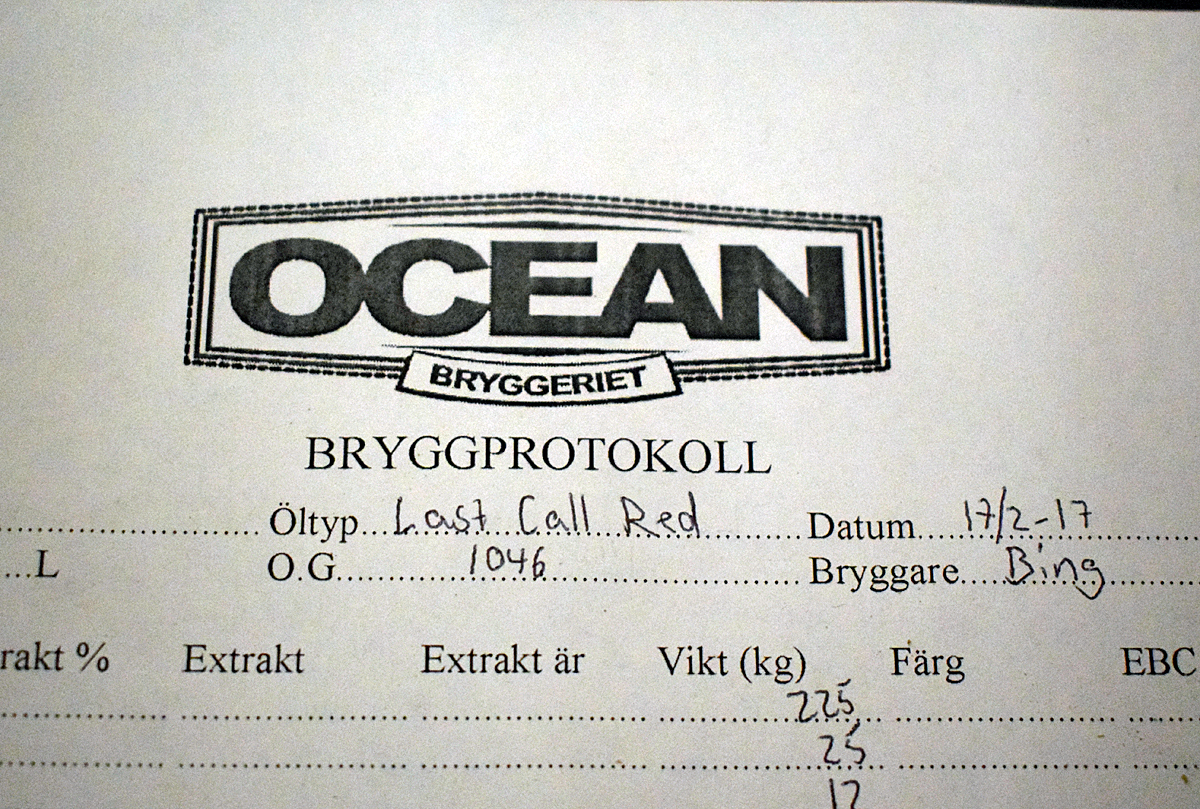 OCEAN
BRYGGERIET
BRYGGPROTOKOLL
Öltyp Last Call Red Datum 17/2-17
L O.G 1046 Bryggare Bing
rakt % Extrakt Extrakt är Vikt (kg) Färg EBC
225
25